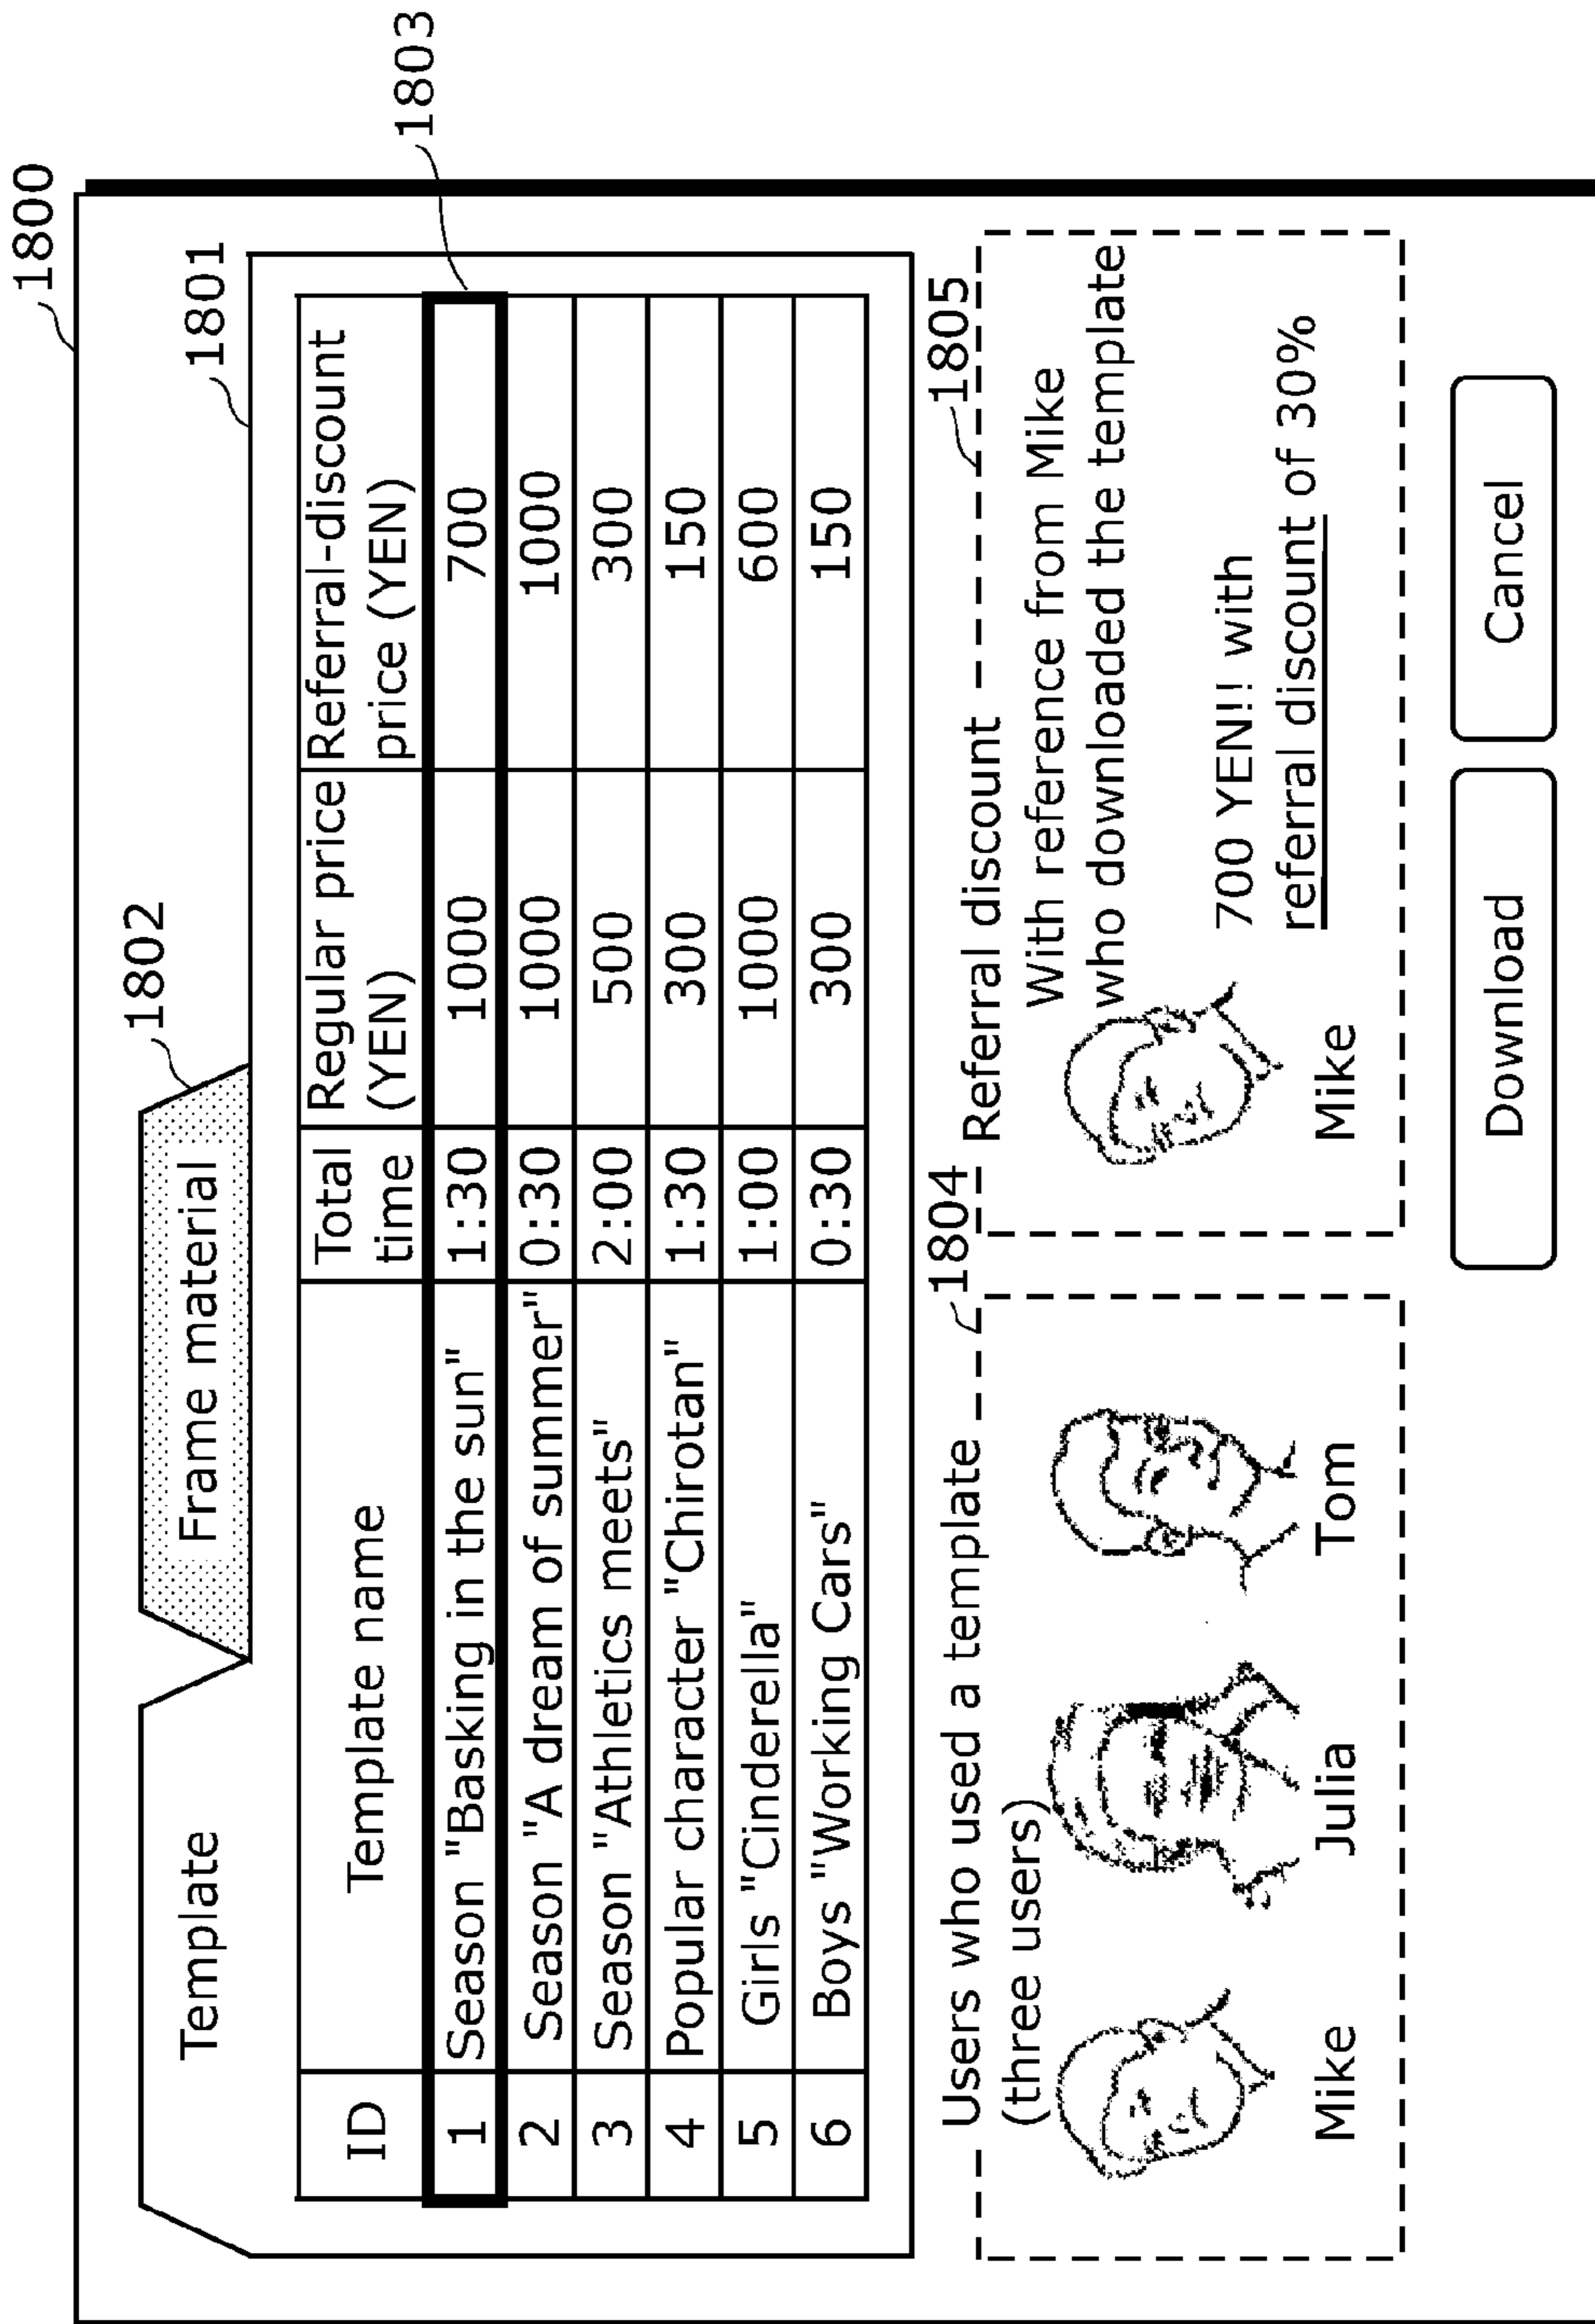 1800
1801
1802
Template
Frame material
1803
ID Template name Total time Regular price (YEN) Referral-discount price (YEN)
1 Season "Basking in the sun" 1:30 1000 700
2 Season "A dream of summer" 0:30 1000 1000
3 Season "Athletics meets" 2:00 500 300
4 Popular character "Chirotan" 1:30 300 150
5 Girls "Cinderella" 1:00 1000 600
6 Boys "Working Cars" 0:30 300 150
1804
Users who used a template
(three users)
Mike
Julia
Tom
1805
Referral discount
With reference from Mike
who downloaded the template
700 YEN!! with
referral discount of 30%
Mike
Download
Cancel